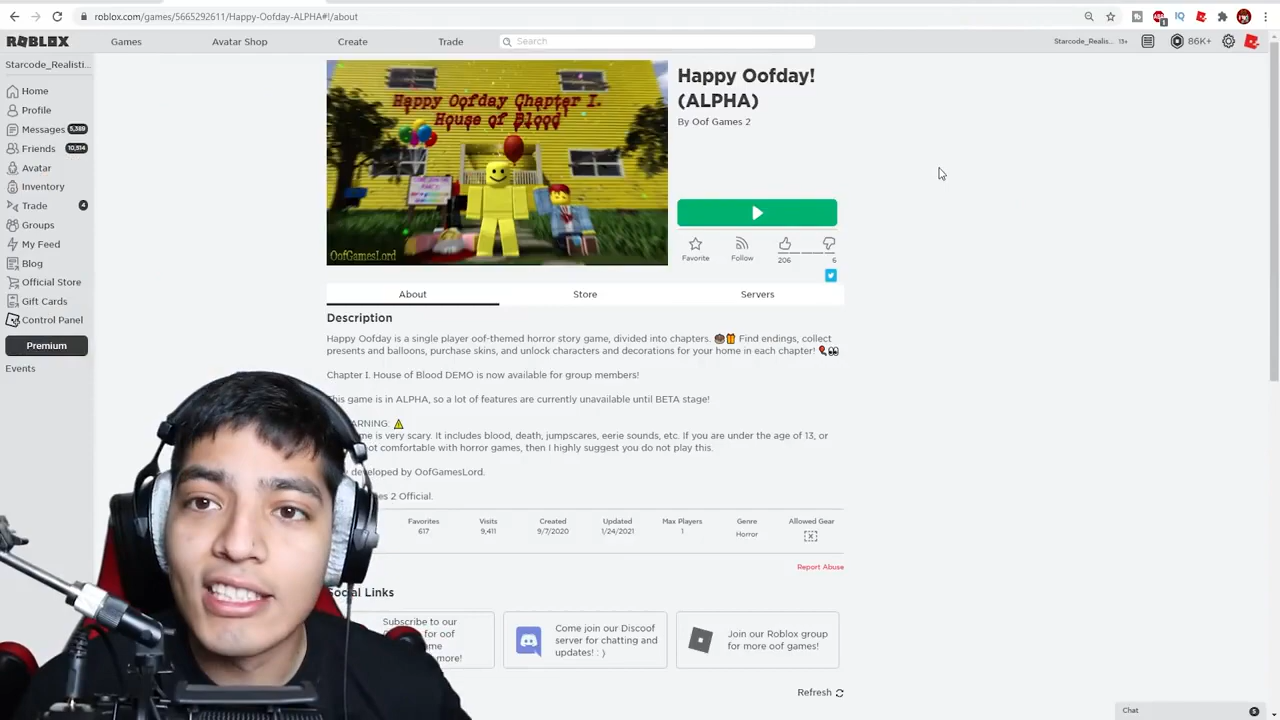 roblox.com/games/5665292611/Happy-Oofday-ALPHA#!/about
ROBLOX
Games
Avatar Shop
Create
Trade
Search
Starcode_Realis... 13+
86K+
Starcode_Realisti...
Home
Profile
Messages 5,389
Friends 10,514
Avatar
Inventory
Trade 4
Groups
My Feed
Blog
Official Store
Gift Cards
Control Panel
Premium
Events
Happy Oofday Chapter I.
House of Blood
OofGamesLord
Happy Oofday!
(ALPHA)
By Oof Games 2
Favorite
Follow
206
6
About
Store
Servers
Description
Happy Oofday is a single player oof-themed horror story game, divided into chapters. Find endings, collect
presents and balloons, purchase skins, and unlock characters and decorations for your home in each chapter!
Chapter I. House of Blood DEMO is now available for group members!
This game is in ALPHA, so a lot of features are currently unavailable until BETA stage!
ARNING:
me is very scary. It includes blood, death, jumpscares, eerie sounds, etc. If you are under the age of 13, or
ot comfortable with horror games, then I highly suggest you do not play this.
developed by OofGamesLord.
es 2 Official.
Favorites
617
Visits
9,411
Created
9/7/2020
Updated
1/24/2021
Max Players
1
Genre
Horror
Allowed Gear
Report Abuse
Social Links
Subscribe to our
for oof
ame
more!
Come join our Discoof
server for chatting and
updates! : )
Join our Roblox group
for more oof games!
Refresh
Chat